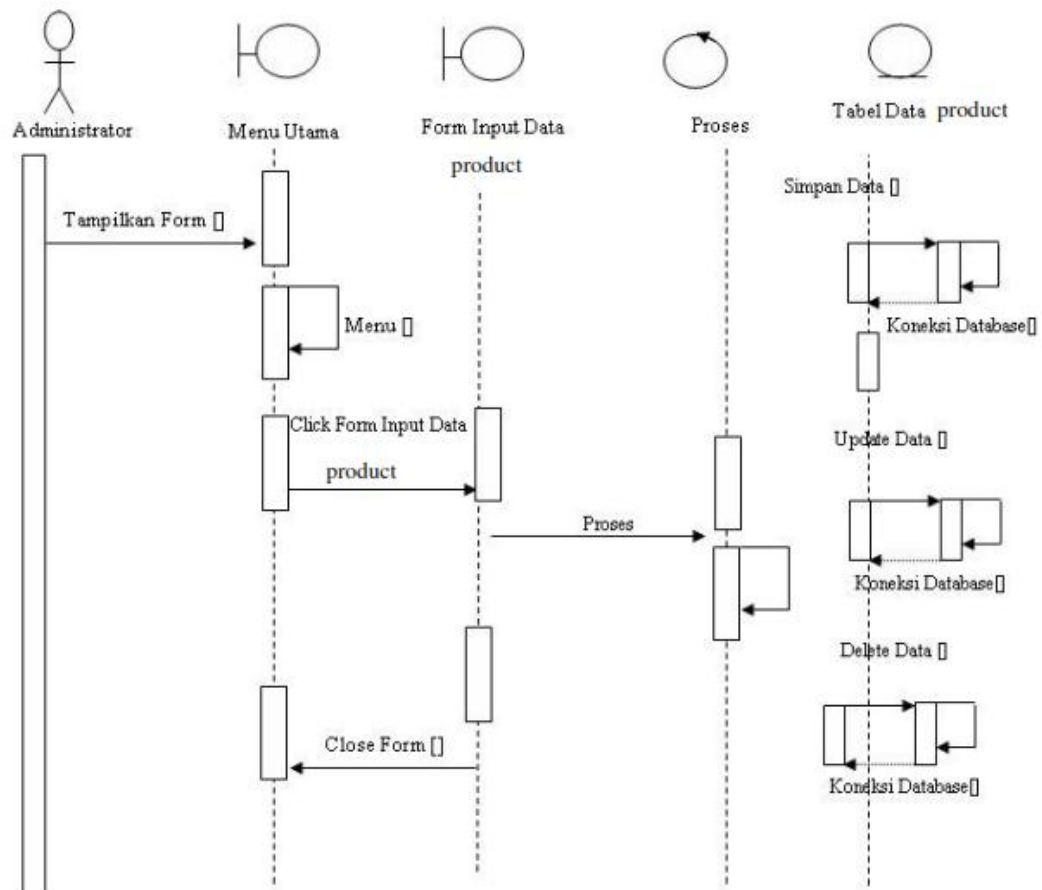 Administrator
Menu Utama
Form Input Data
product
Proses
Tabel Data product
Simpan Data []
Tampilkan Form []
Koneksi Database[]
Menu []
Click Form Input Data
product
Update Data []
Proses
Koneksi Database[]
Delete Data []
Close Form []
Koneksi Database[]